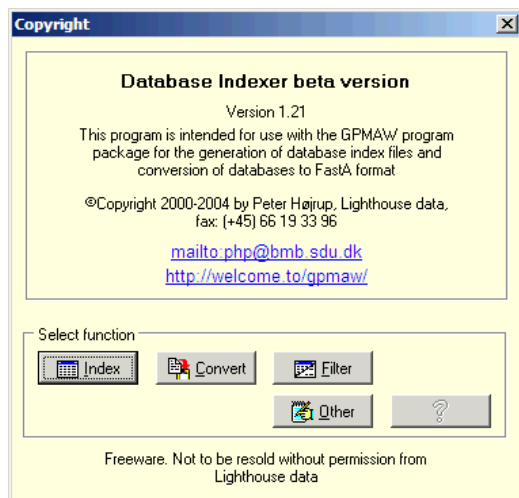 Copyright
Database Indexer beta version
Version 1.21
This program is intended for use with the GPMAW program
package for the generation of database index files and
conversion of databases to FastA format
©Copyright 2000-2004 by Peter Højrup, Lighthouse data,
fax: (+45) 66 19 33 96
mailto:php@bmb.sdu.dk
http://welcome.to/gpmaw/
Select function
Index Convert Filter
Other ?
Freeware. Not to be resold without permission from
Lighthouse data